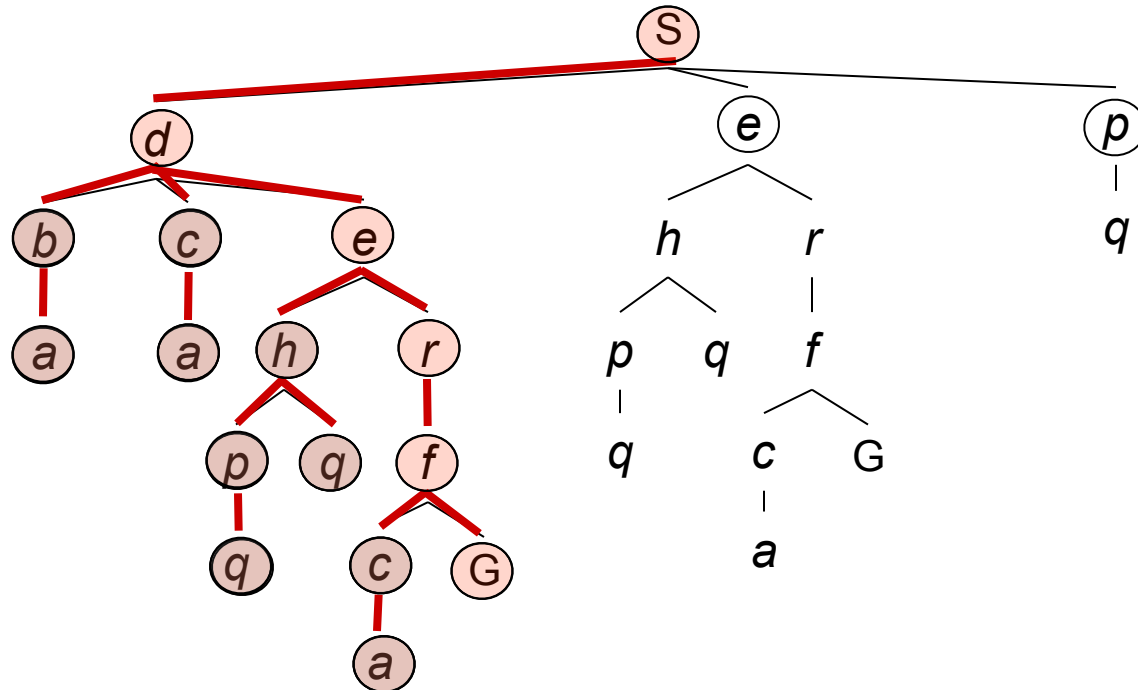 S
d e p
b c e h r q
a a h r p q f
p q f q c G
q c G a
a